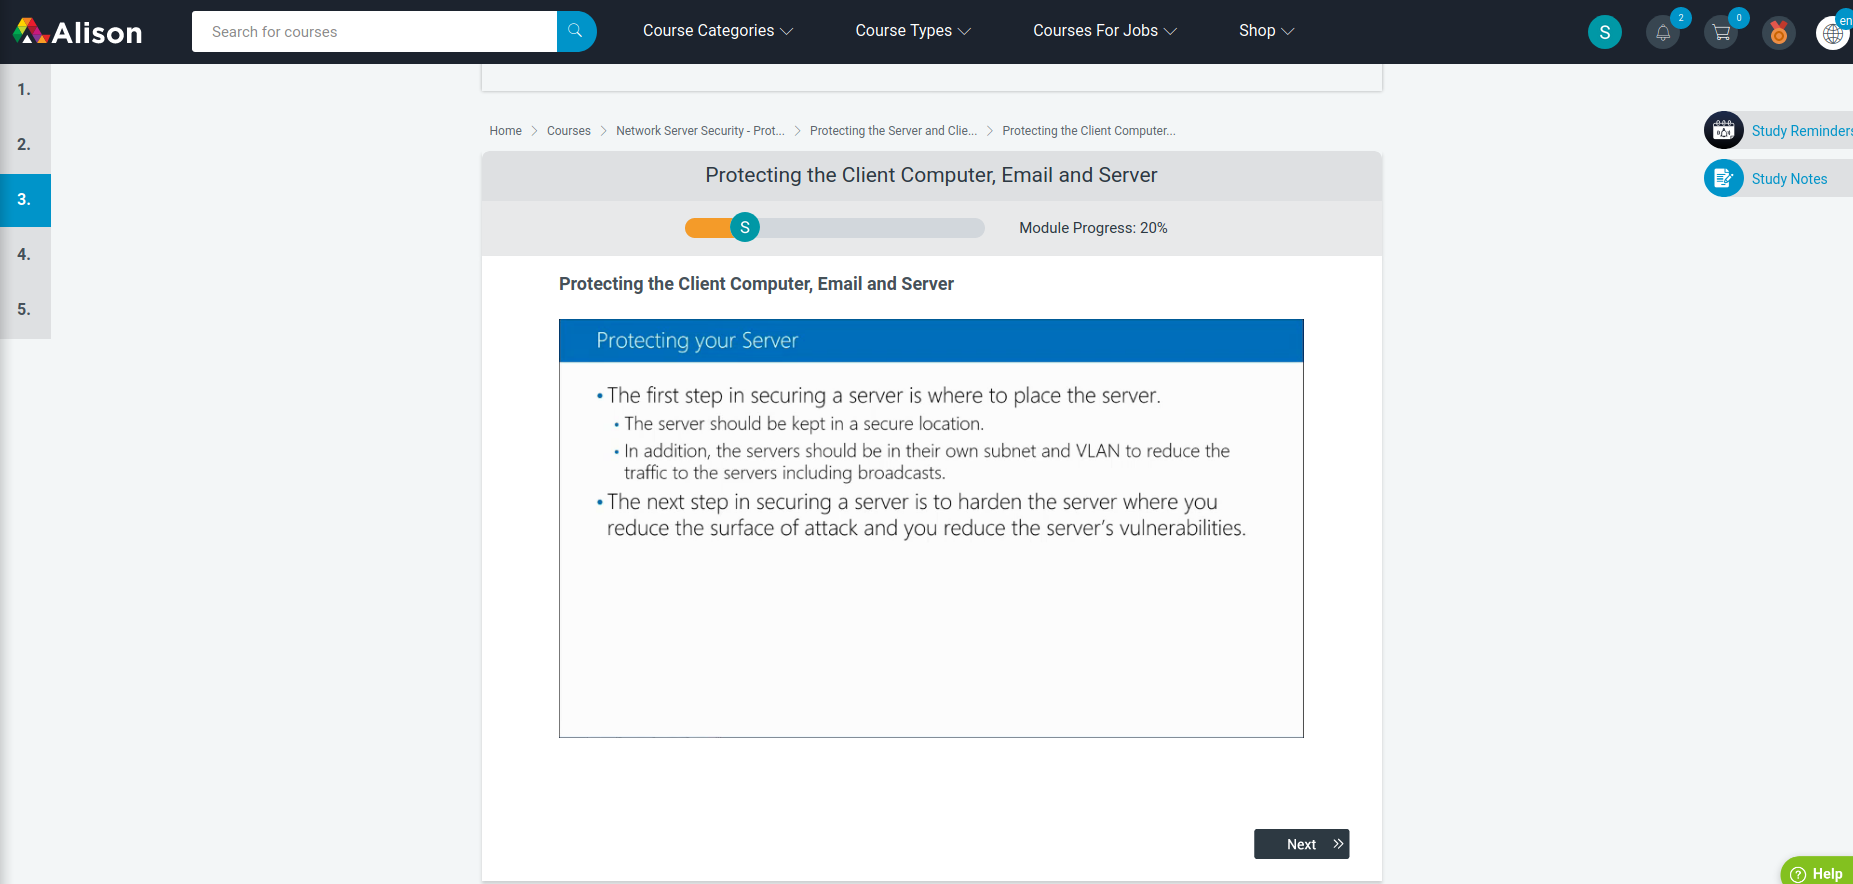 Alison
Search for courses
Course Categories
Course Types
Courses For Jobs
Shop
S
2
0
en
1.
2.
3.
4.
5.
Home
Courses
Network Server Security - Prot...
Protecting the Server and Clie...
Protecting the Client Computer...
Study Reminders
Study Notes
Protecting the Client Computer, Email and Server
S
Module Progress: 20%
Protecting the Client Computer, Email and Server
Protecting your Server
• The first step in securing a server is where to place the server.
• The server should be kept in a secure location.
• In addition, the servers should be in their own subnet and VLAN to reduce the
traffic to the servers including broadcasts.
• The next step in securing a server is to harden the server where you
reduce the surface of attack and you reduce the server's vulnerabilities.
Next
? Help